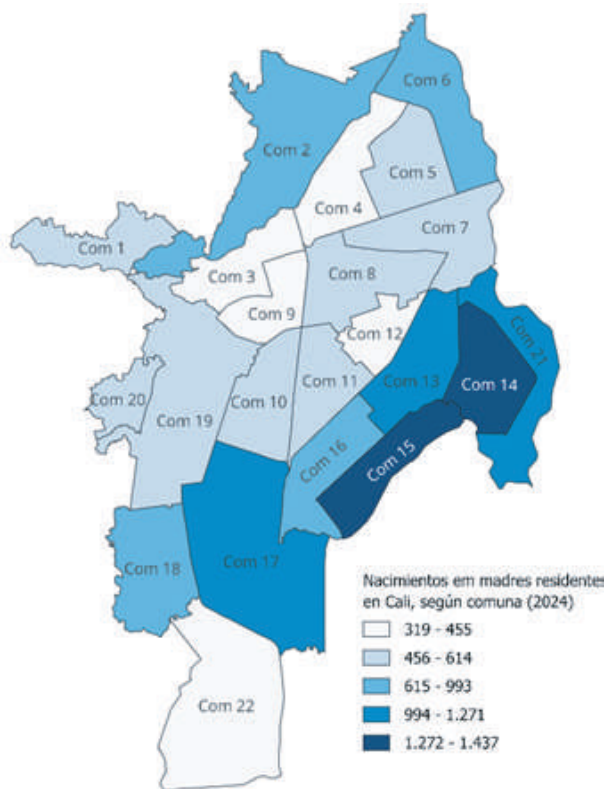 Com 6
Com 2
Com 5
Com 4
Com 7
Com 1
Com 3
Com 8
Com 9
Com 12
Com 21
Com 14
Com 13
Com 11
Com 20
Com 19
Com 10
Com 16
Com 15
Com 17
Com 18
Com 22
Nacimientos em madres residentes
en Cali, según comuna (2024)
319 - 455
456 - 614
615 - 993
994 - 1.271
1.272 - 1.437